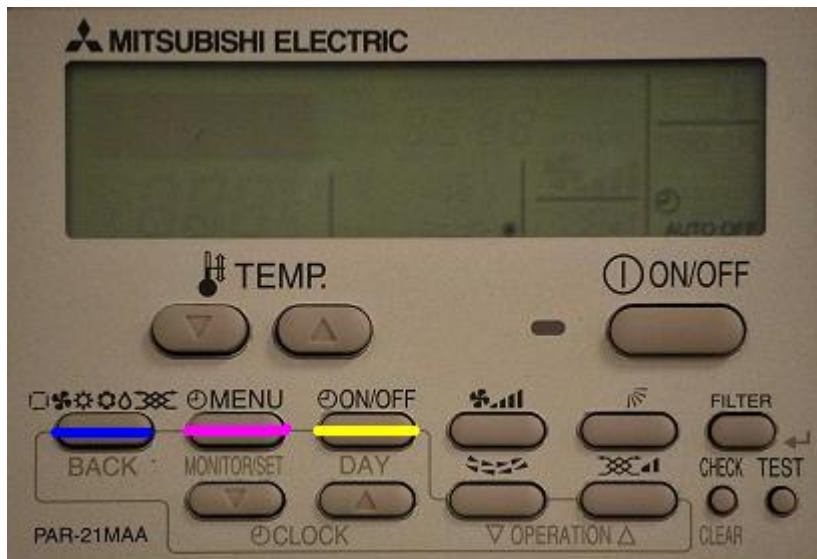 MITSUBISHI ELECTRIC
AUTO OFF
TEMP.
ON/OFF
MENU ON/OFF FILTER
BACK MONITOR/SET DAY CHECK TEST
PAR-21MAA CLOCK OPERATION CLEAR